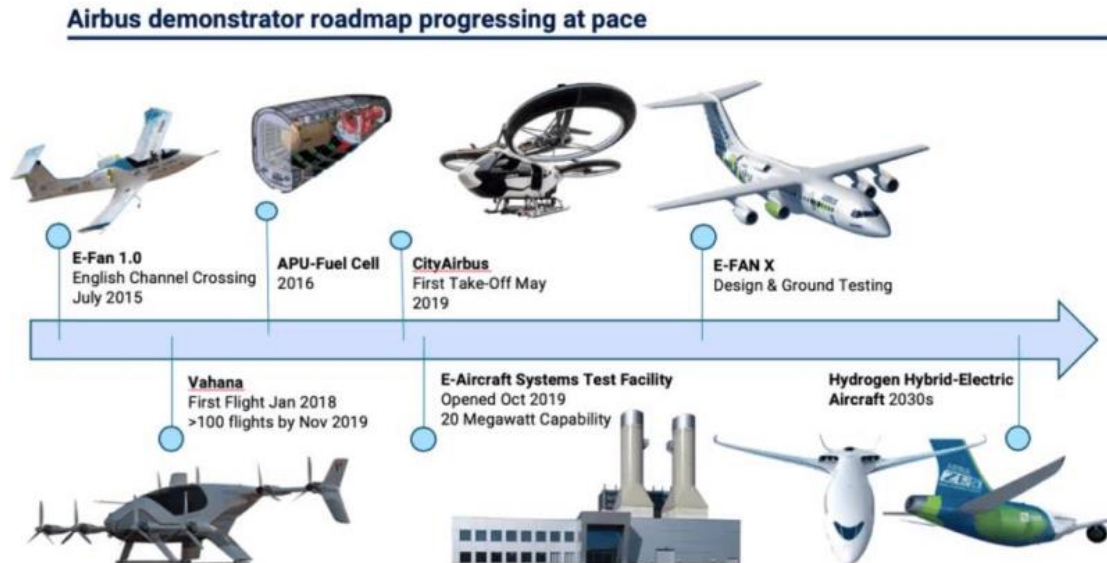 Airbus demonstrator roadmap progressing at pace
E-Fan 1.0
English Channel Crossing
July 2015
APU-Fuel Cell
2016
CityAirbus
First Take-Off May
2019
E-FAN X
Design & Ground Testing
Vahana
First Flight Jan 2018
>100 flights by Nov 2019
E-Aircraft Systems Test Facility
Opened Oct 2019
20 Megawatt Capability
Hydrogen Hybrid-Electric
Aircraft 2030s
AIRBUS